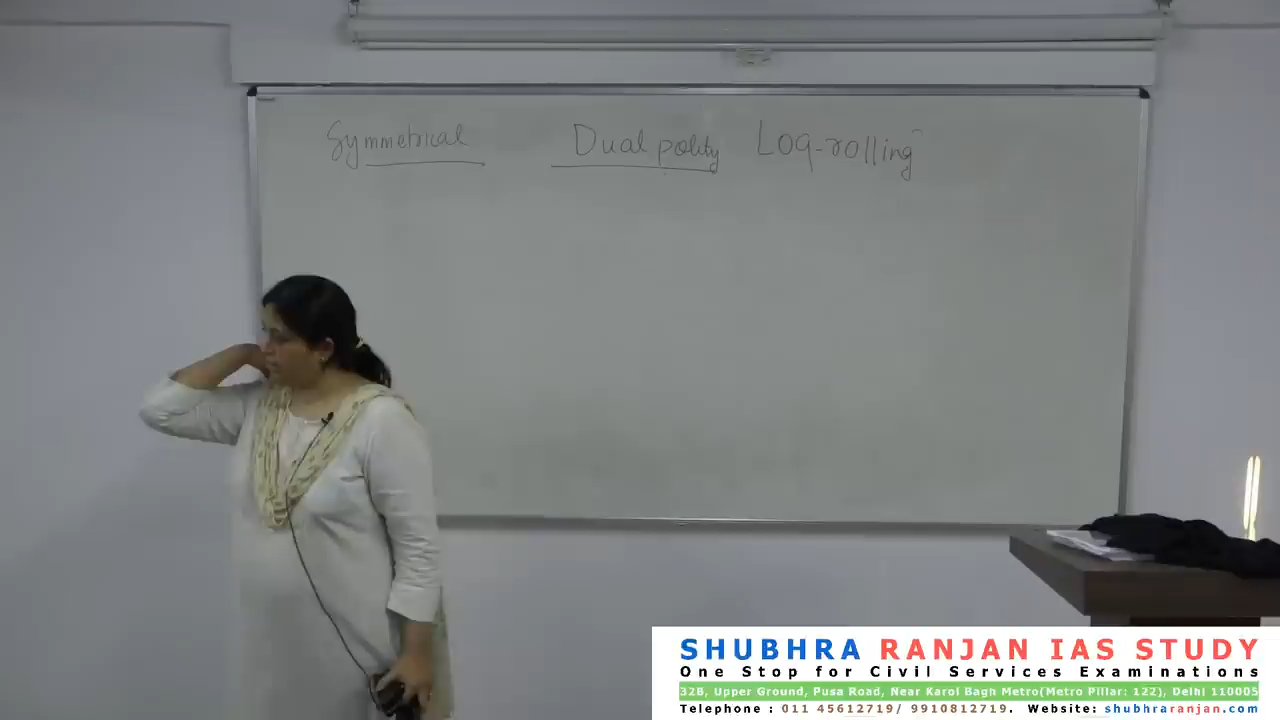 Symmetrical Dual polity Log-rolling
SHUBHRA RANJAN IAS STUDY
One Stop for Civil Services Examinations
32B, Upper Ground, Pusa Road, Near Karol Bagh Metro(Metro Pillar: 122), Delhi 110005
Telephone : 011 45612719/ 9910812719. Website: shubhraranjan.com